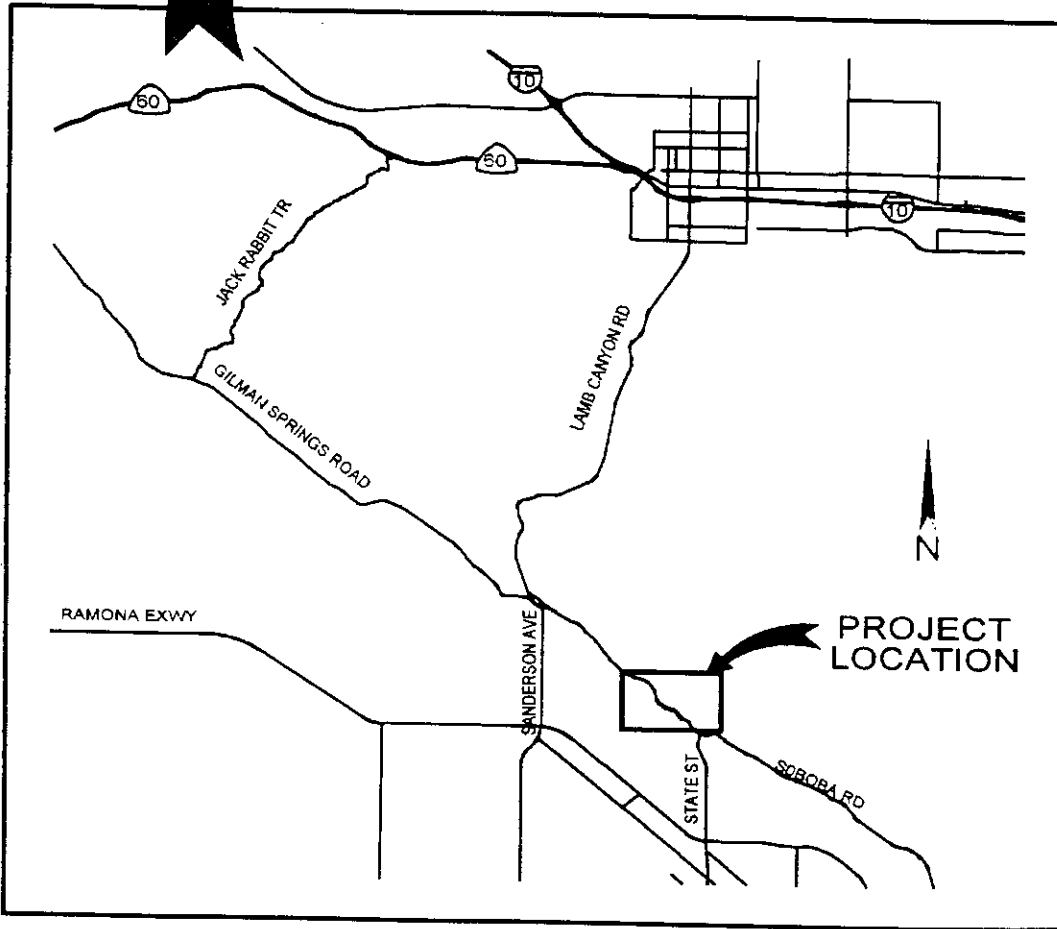 10
60
60
10
JACK RABBIT TR
LAMB CANYON RD
GILMAN SPRINGS ROAD
N
RAMONA EXWY
SANDERSON AVE
PROJECT
LOCATION
STATE ST
SOBOBA RD